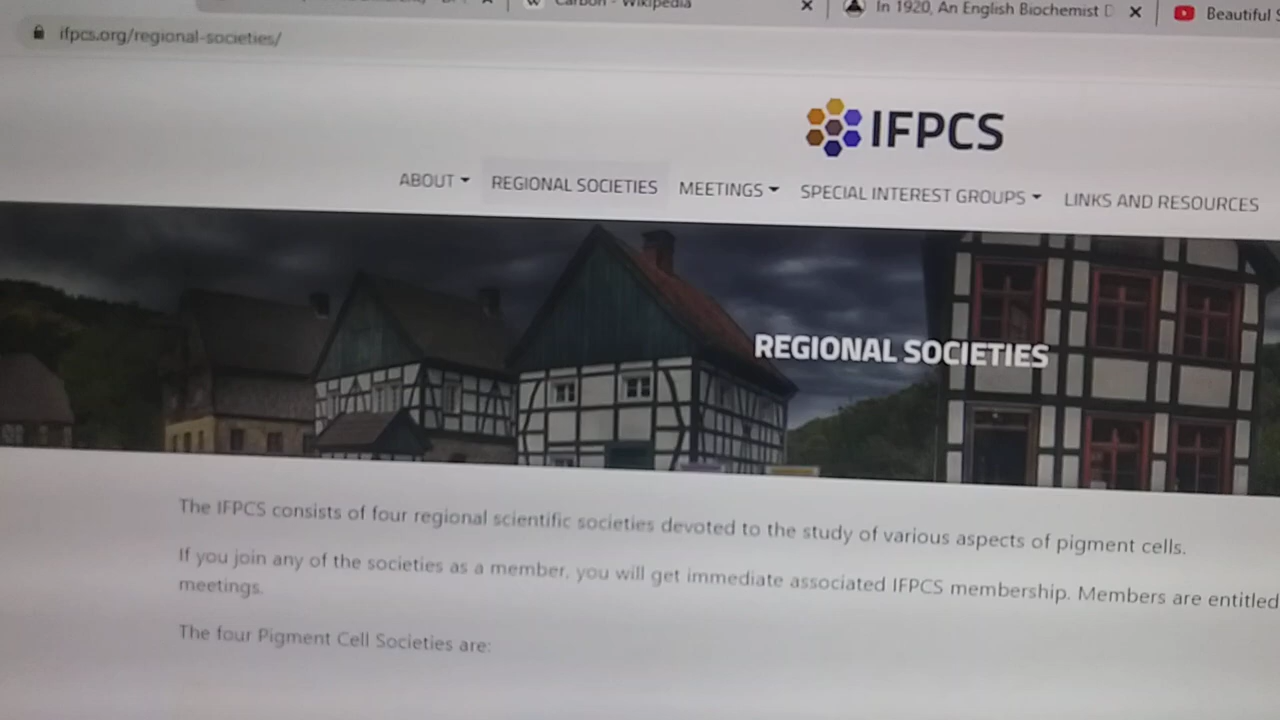 Carbon - Wikipedia
In 1920, An English Biochemist D
Beautiful S
ifpcs.org/regional-societies/
IFPCS
ABOUT REGIONAL SOCIETIES MEETINGS SPECIAL INTEREST GROUPS LINKS AND RESOURCES
REGIONAL SOCIETIES
The IFPCS consists of four regional scientific societies devoted to the study of various aspects of pigment cells.
If you join any of the societies as a member, you will get immediate associated IFPCS membership. Members are entitled
meetings.
The four Pigment Cell Societies are: